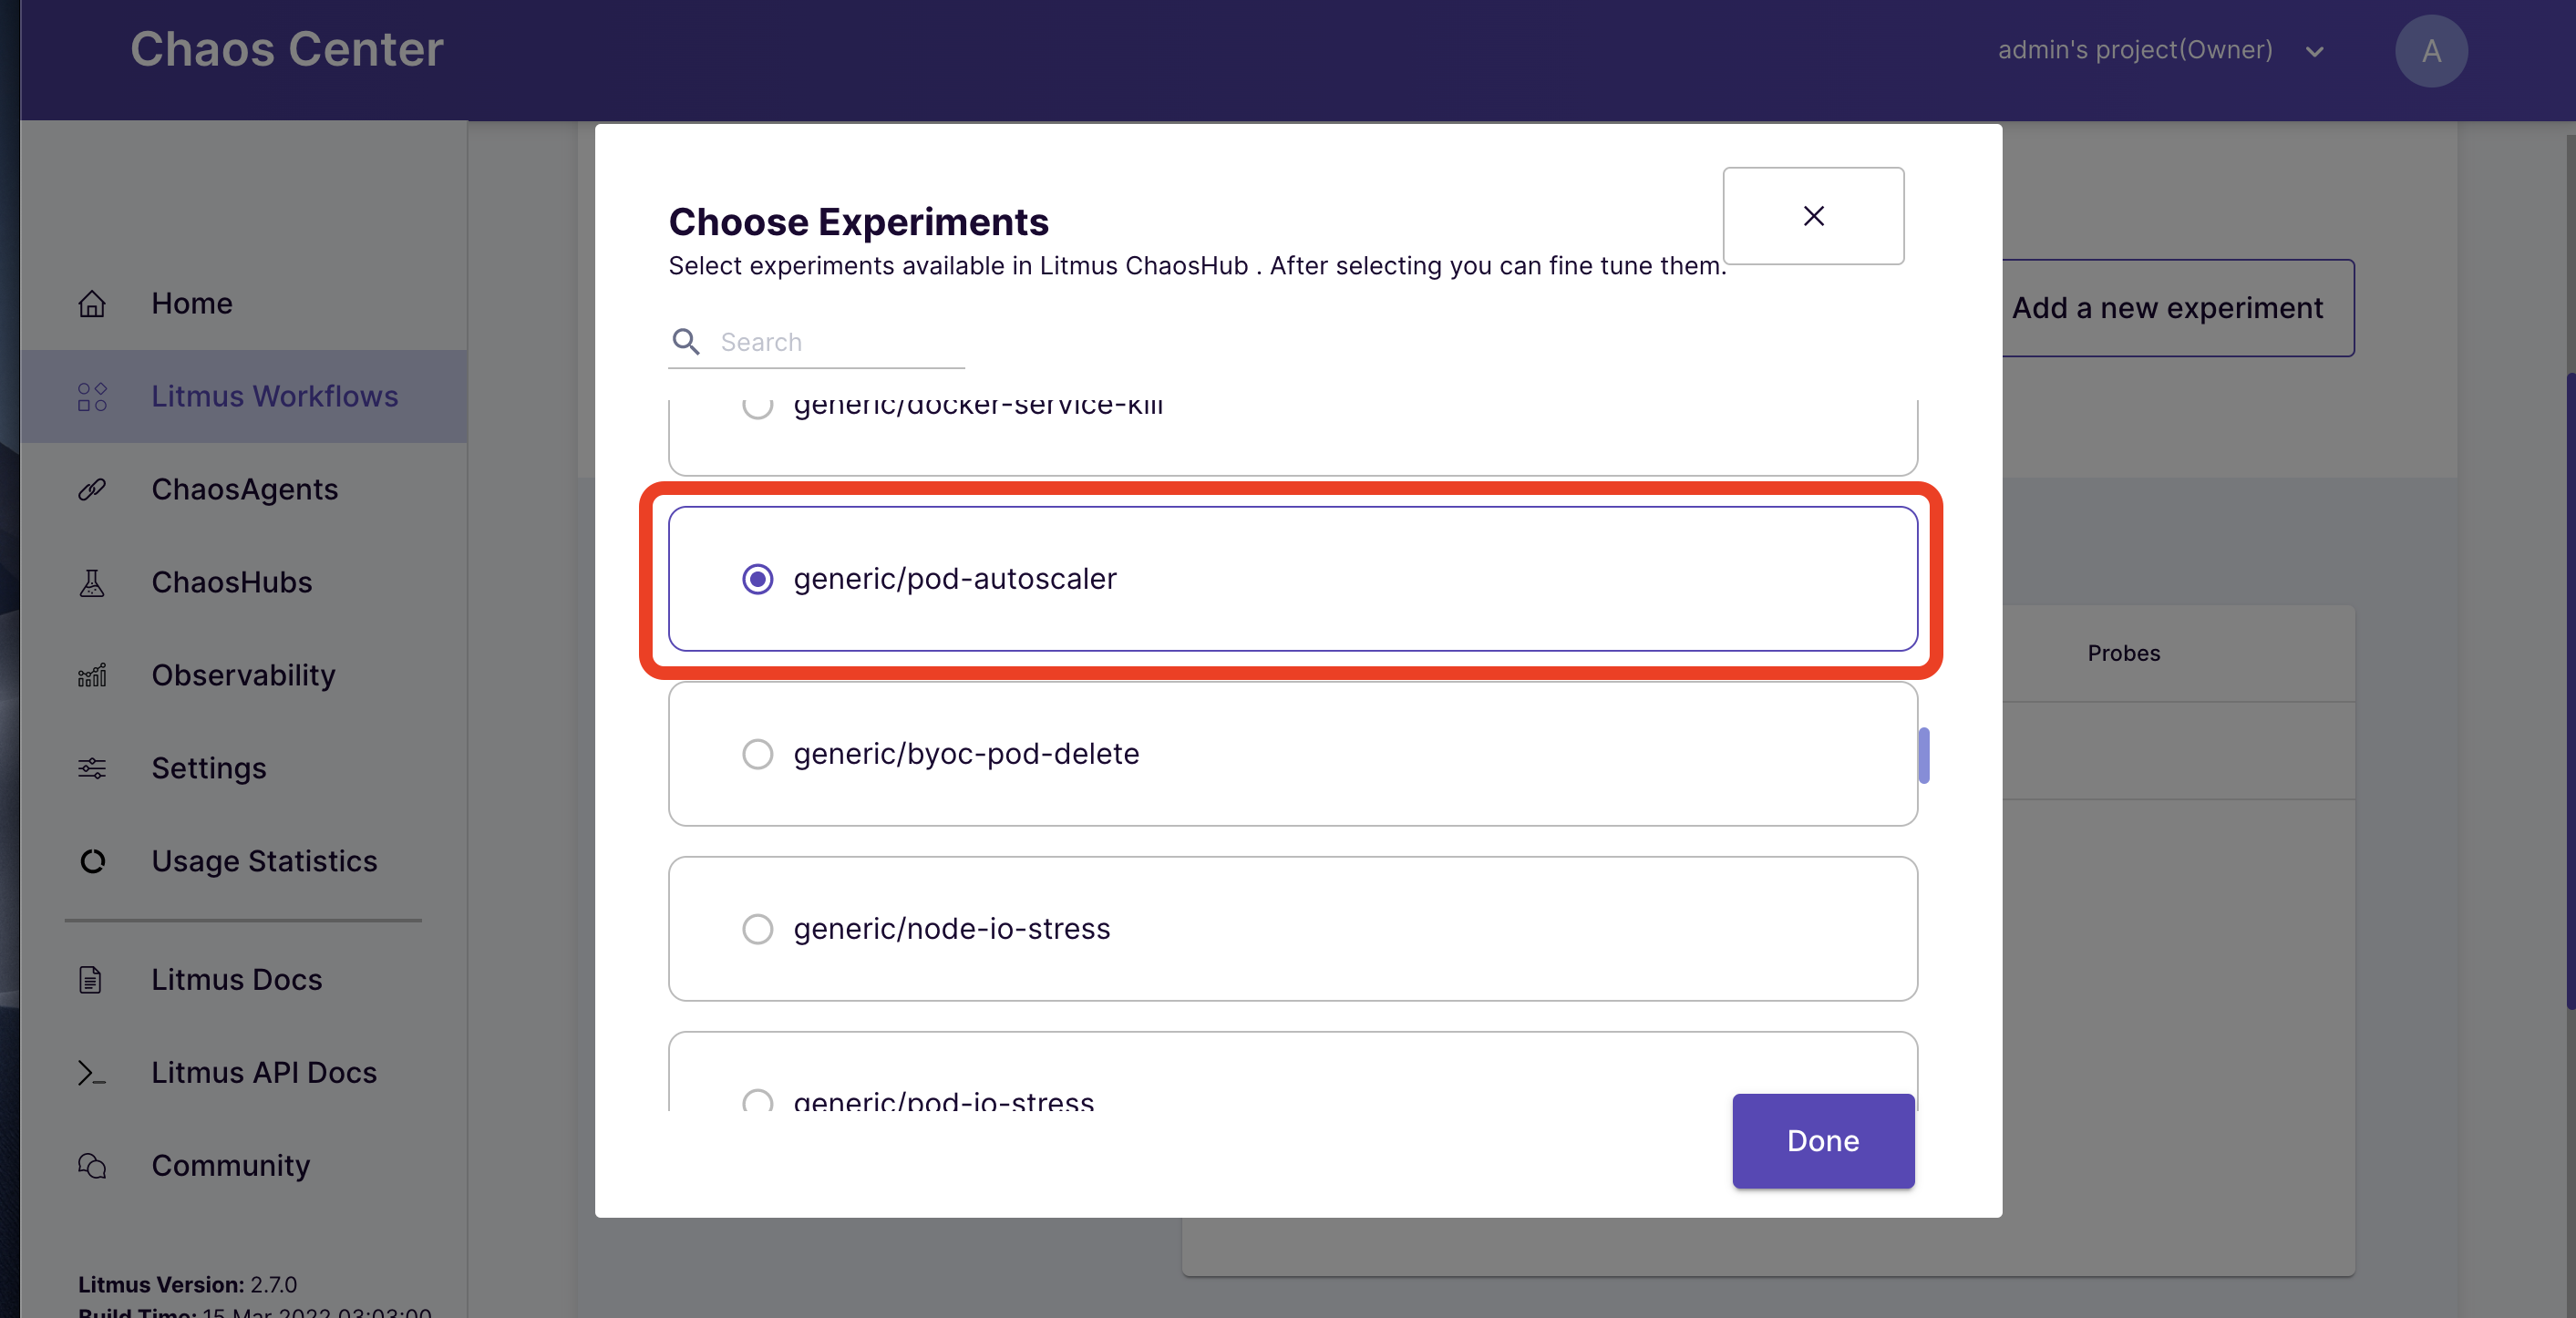 Chaos Center
admin's project(Owner)
A
Home
Litmus Workflows
ChaosAgents
ChaosHubs
Observability
Settings
Usage Statistics
Litmus Docs
Litmus API Docs
Community
Litmus Version: 2.7.0
Build Time: 15 Mar 2022 03:03:00
Choose Experiments
Select experiments available in Litmus ChaosHub . After selecting you can fine tune them.
Search
generic/docker-service-kill
generic/pod-autoscaler
generic/byoc-pod-delete
generic/node-io-stress
generic/pod-io-stress
Done
Add a new experiment
Probes